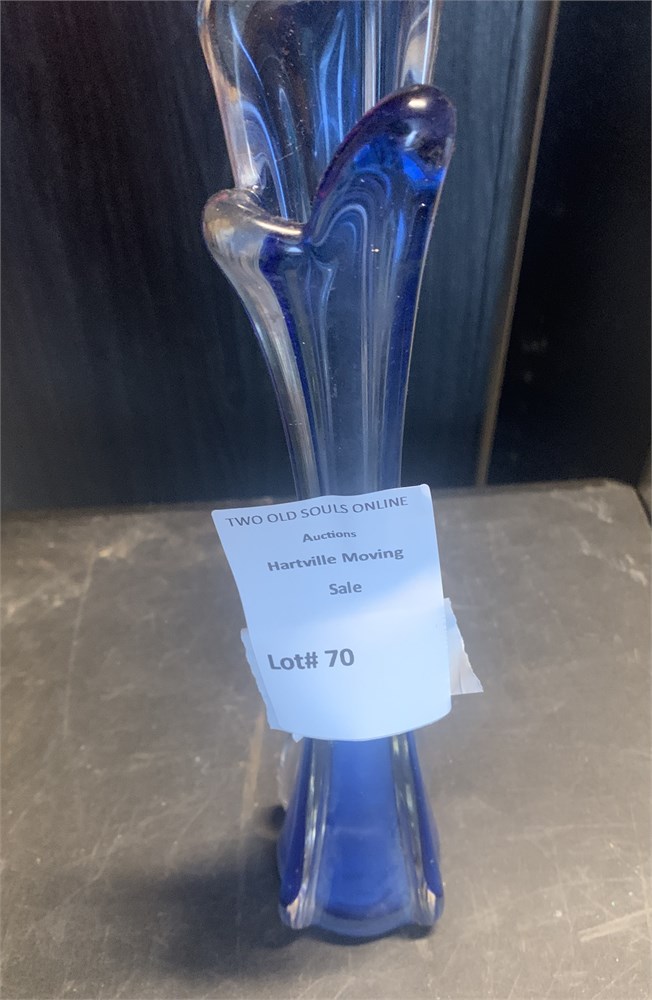 TWO OLD SOULS ONLINE
Auctions
Hartville Moving
Sale
Lot# 70